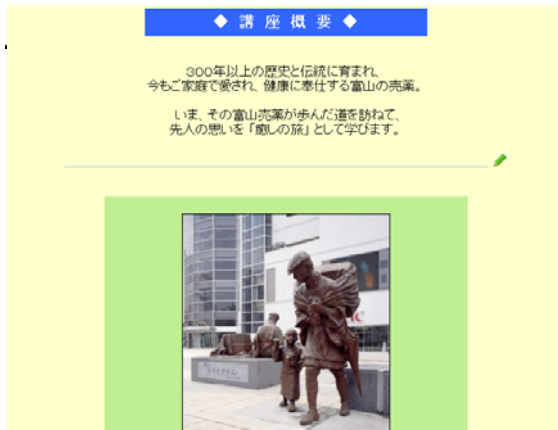 ◆ 講 座 概 要 ◆
300年以上の歴史と伝統に育まれ、
今もご家庭で愛され、健康に奉仕する富山の売薬。
いま、その富山売薬が歩んだ道を訪ねて、
先人の思いを「癒しの旅」として学びます。